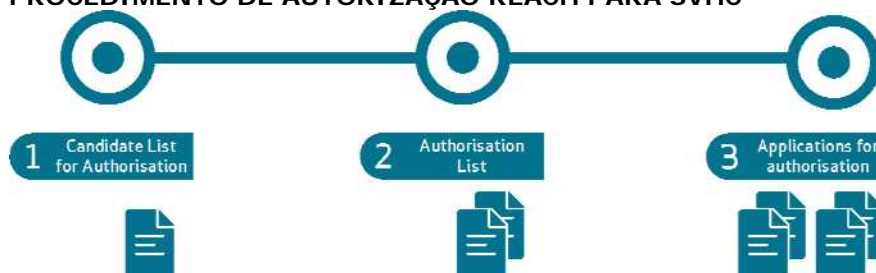 PROCEDIMENTO DE AUTORIZAÇÃO REACH PARA SVHC
1 Candidate List
for Authorisation
2 Authorisation
List
3 Applications for
authorisation